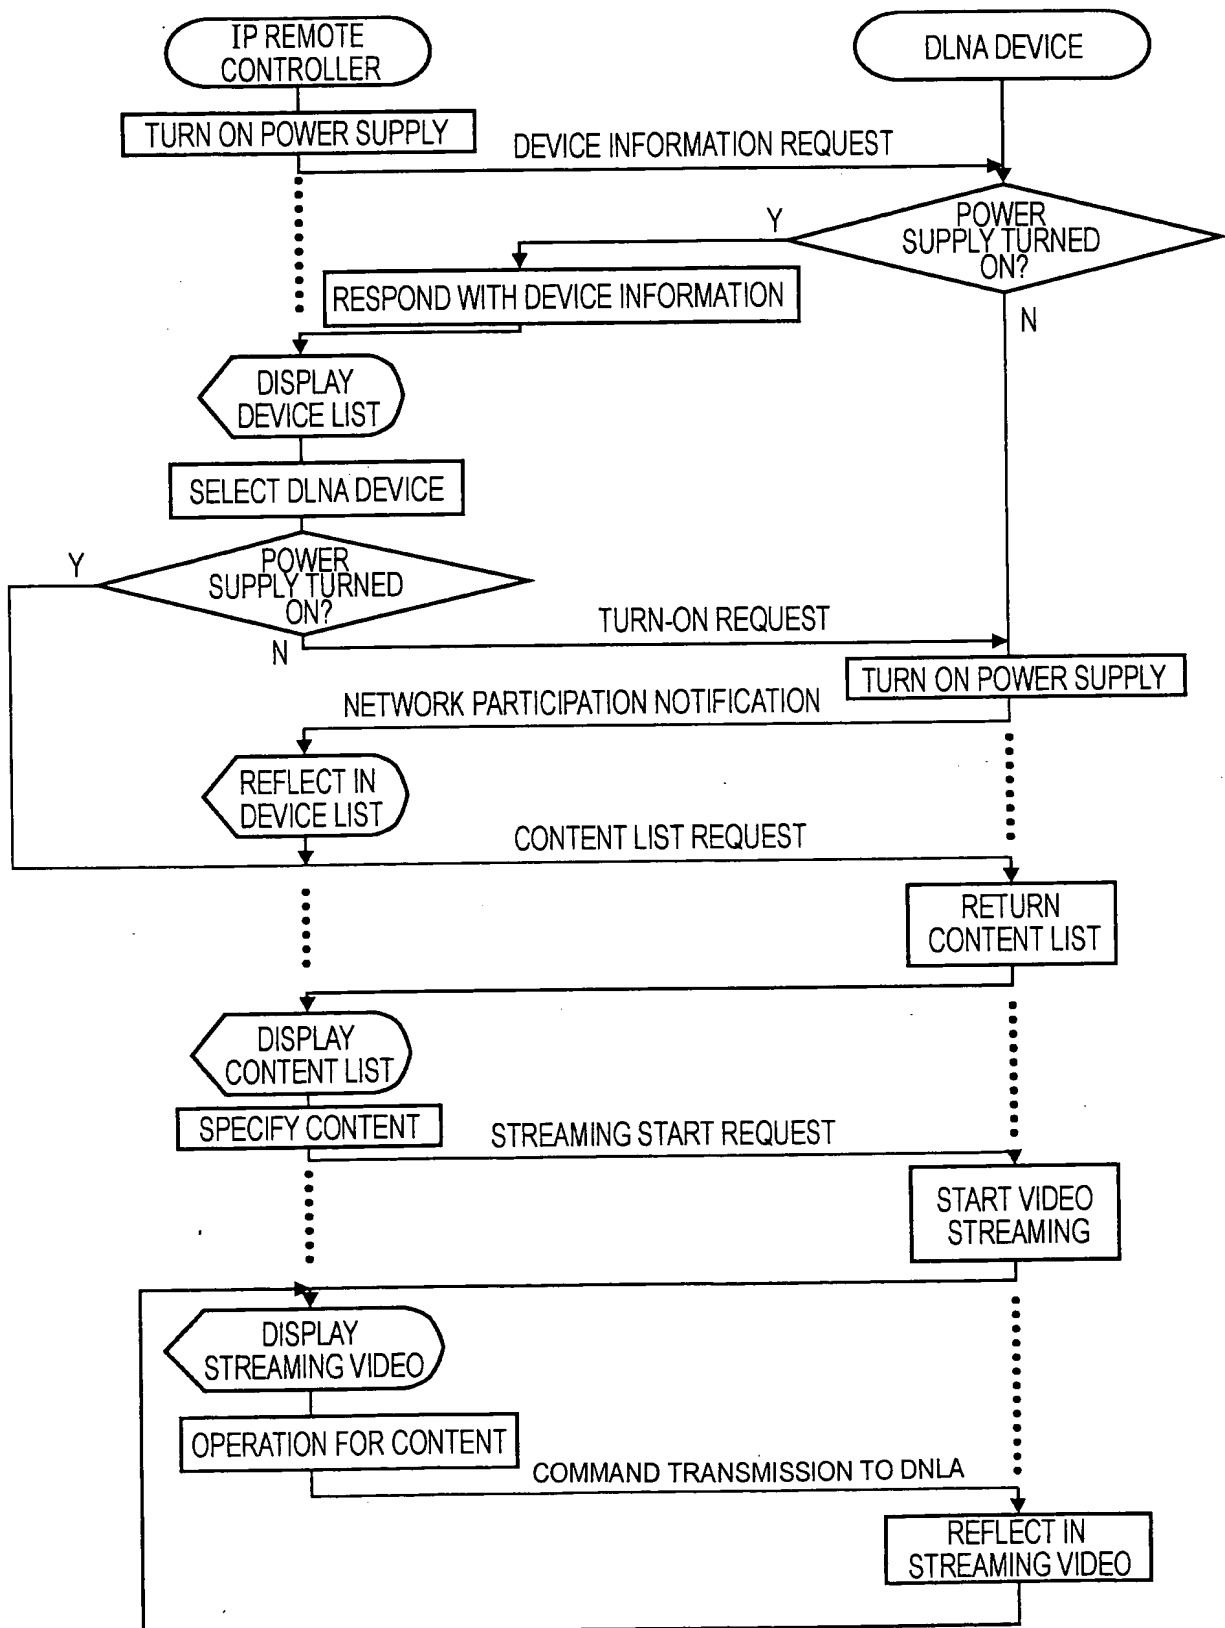 IP REMOTE
CONTROLLER
DLNA DEVICE
TURN ON POWER SUPPLY
DEVICE INFORMATION REQUEST
Y
POWER
SUPPLY TURNED
ON?
RESPOND WITH DEVICE INFORMATION
N
DISPLAY
DEVICE LIST
SELECT DLNA DEVICE
Y
POWER
SUPPLY TURNED
ON?
TURN-ON REQUEST
N
TURN ON POWER SUPPLY
NETWORK PARTICIPATION NOTIFICATION
REFLECT IN
DEVICE LIST
CONTENT LIST REQUEST
RETURN
CONTENT LIST
DISPLAY
CONTENT LIST
SPECIFY CONTENT
STREAMING START REQUEST
START VIDEO
STREAMING
DISPLAY
STREAMING VIDEO
OPERATION FOR CONTENT
COMMAND TRANSMISSION TO DNLA
REFLECT IN
STREAMING VIDEO